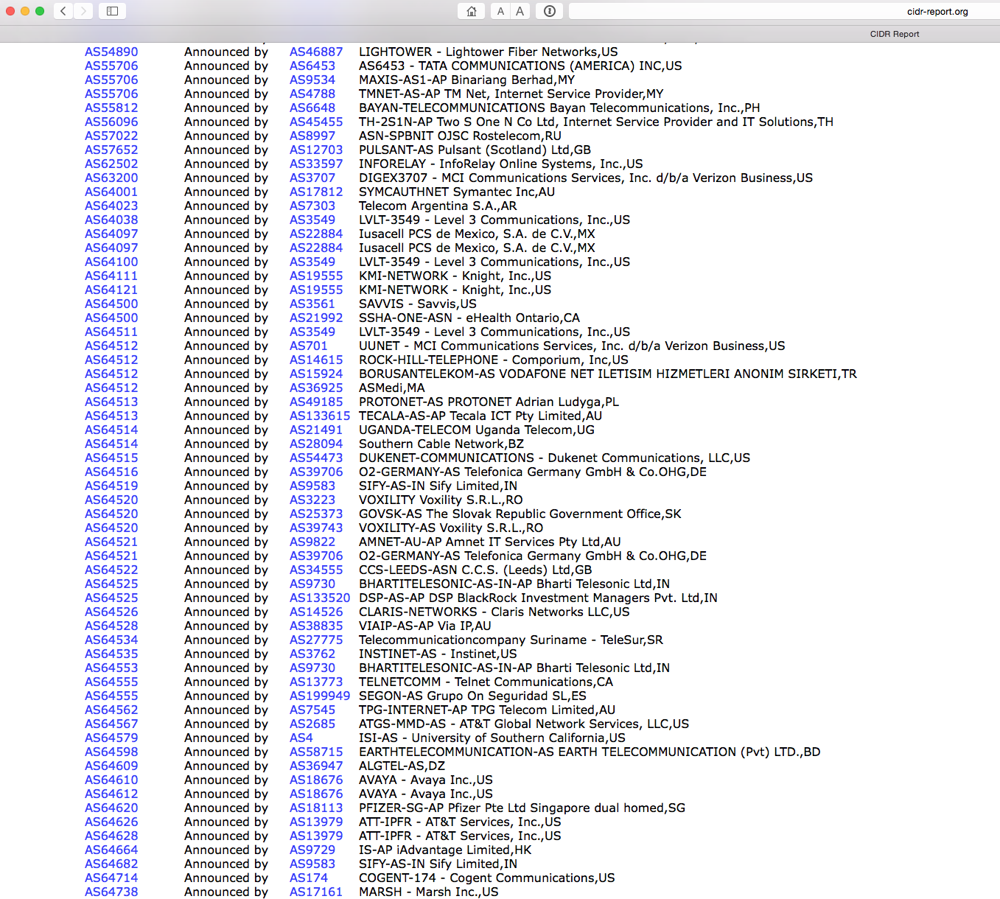 A A cidr-report.org
CIDR Report
AS54890 Announced by AS46887 LIGHTOWER - Lightower Fiber Networks,US
AS55706 Announced by AS6453 AS6453 - TATA COMMUNICATIONS (AMERICA) INC,US
AS55706 Announced by AS9534 MAXIS-AS1-AP Binariang Berhad,MY
AS55706 Announced by AS4788 TMNET-AS-AP TM Net, Internet Service Provider,MY
AS55812 Announced by AS6648 BAYAN-TELECOMMUNICATIONS Bayan Telecommunications, Inc.,PH
AS56096 Announced by AS45455 TH-2S1N-AP Two S One N Co Ltd, Internet Service Provider and IT Solutions,TH
AS57022 Announced by AS8997 ASN-SPBNIT OJSC Rostelecom,RU
AS57652 Announced by AS12703 PULSANT-AS Pulsant (Scotland) Ltd,GB
AS62502 Announced by AS33597 INFORELAY - InfoRelay Online Systems, Inc.,US
AS63200 Announced by AS3707 DIGEX3707 - MCI Communications Services, Inc. d/b/a Verizon Business,US
AS64001 Announced by AS17812 SYMCAUTHNET Symantec Inc,AU
AS64023 Announced by AS7303 Telecom Argentina S.A.,AR
AS64038 Announced by AS3549 LVLT-3549 - Level 3 Communications, Inc.,US
AS64097 Announced by AS22884 Iusacell PCS de Mexico, S.A. de C.V.,MX
AS64097 Announced by AS22884 Iusacell PCS de Mexico, S.A. de C.V.,MX
AS64100 Announced by AS3549 LVLT-3549 - Level 3 Communications, Inc.,US
AS64111 Announced by AS19555 KMI-NETWORK - Knight, Inc.,US
AS64121 Announced by AS19555 KMI-NETWORK - Knight, Inc.,US
AS64500 Announced by AS3561 SAVVIS - Savvis,US
AS64500 Announced by AS21992 SSHA-ONE-ASN - eHealth Ontario,CA
AS64511 Announced by AS3549 LVLT-3549 - Level 3 Communications, Inc.,US
AS64512 Announced by AS701 UUNET - MCI Communications Services, Inc. d/b/a Verizon Business,US
AS64512 Announced by AS14615 ROCK-HILL-TELEPHONE - Comporium, Inc,US
AS64512 Announced by AS15924 BORUSANTELEKOM-AS VODAFONE NET ILETISIM HIZMETLERI ANONIM SIRKETI,TR
AS64512 Announced by AS36925 ASMedi,MA
AS64513 Announced by AS49185 PROTONET-AS PROTONET Adrian Ludyga,PL
AS64513 Announced by AS133615 TECALA-AS-AP Tecala ICT Pty Limited,AU
AS64514 Announced by AS21491 UGANDA-TELECOM Uganda Telecom,UG
AS64514 Announced by AS28094 Southern Cable Network,BZ
AS64515 Announced by AS54473 DUKENET-COMMUNICATIONS - Dukenet Communications, LLC,US
AS64516 Announced by AS39706 O2-GERMANY-AS Telefonica Germany GmbH & Co.OHG,DE
AS64519 Announced by AS9583 SIFY-AS-IN Sify Limited,IN
AS64520 Announced by AS3223 VOXILITY Voxility S.R.L.,RO
AS64520 Announced by AS25373 GOVSK-AS The Slovak Republic Government Office,SK
AS64520 Announced by AS39743 VOXILITY-AS Voxility S.R.L.,RO
AS64521 Announced by AS9822 AMNET-AU-AP Amnet IT Services Pty Ltd,AU
AS64521 Announced by AS39706 O2-GERMANY-AS Telefonica Germany GmbH & Co.OHG,DE
AS64522 Announced by AS34555 CCS-LEEDS-ASN C.C.S. (Leeds) Ltd,GB
AS64525 Announced by AS9730 BHARTITELESONIC-AS-IN-AP Bharti Telesonic Ltd,IN
AS64525 Announced by AS133520 DSP-AS-AP DSP BlackRock Investment Managers Pvt. Ltd,IN
AS64526 Announced by AS14526 CLARIS-NETWORKS - Claris Networks LLC,US
AS64528 Announced by AS38835 VIAIP-AS-AP Via IP,AU
AS64534 Announced by AS27775 Telecommunicationcompany Suriname - TeleSur,SR
AS64535 Announced by AS3762 INSTINET-AS - Instinet,US
AS64553 Announced by AS9730 BHARTITELESONIC-AS-IN-AP Bharti Telesonic Ltd,IN
AS64555 Announced by AS13773 TELNETCOMM - Telnet Communications,CA
AS64555 Announced by AS199949 SEGON-AS Grupo On Seguridad SL,ES
AS64562 Announced by AS7545 TPG-INTERNET-AP TPG Telecom Limited,AU
AS64567 Announced by AS2685 ATGS-MMD-AS - AT&T Global Network Services, LLC,US
AS64579 Announced by AS4 ISI-AS - University of Southern California,US
AS64598 Announced by AS58715 EARTHTELECOMMUNICATION-AS EARTH TELECOMMUNICATION (Pvt) LTD.,BD
AS64609 Announced by AS36947 ALGTEL-AS,DZ
AS64610 Announced by AS18676 AVAYA - Avaya Inc.,US
AS64612 Announced by AS18676 AVAYA - Avaya Inc.,US
AS64620 Announced by AS18113 PFIZER-SG-AP Pfizer Pte Ltd Singapore dual homed,SG
AS64626 Announced by AS13979 ATT-IPFR - AT&T Services, Inc.,US
AS64628 Announced by AS13979 ATT-IPFR - AT&T Services, Inc.,US
AS64664 Announced by AS9729 IS-AP iAdvantage Limited,HK
AS64682 Announced by AS9583 SIFY-AS-IN Sify Limited,IN
AS64714 Announced by AS174 COGENT-174 - Cogent Communications,US
AS64738 Announced by AS17161 MARSH - Marsh Inc.,US